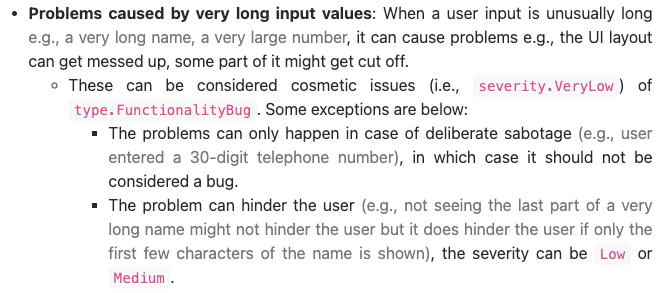 • Problems caused by very long input values: When a user input is unusually long
e.g., a very long name, a very large number, it can cause problems e.g., the UI layout
can get messed up, some part of it might get cut off.
◦ These can be considered cosmetic issues (i.e., severity.VeryLow) of
type.FunctionalityBug. Some exceptions are below:
▪ The problems can only happen in case of deliberate sabotage (e.g., user
entered a 30-digit telephone number), in which case it should not be
considered a bug.
▪ The problem can hinder the user (e.g., not seeing the last part of a very
long name might not hinder the user but it does hinder the user if only the
first few characters of the name is shown), the severity can be Low or
Medium.